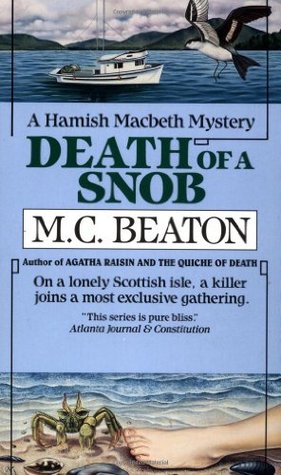 A Hamish Macbeth Mystery
DEATH OF A
SNOB
M.C. BEATON
Author of AGATHA RAISIN AND THE QUICHE OF DEATH
On a lonely Scottish isle, a killer
joins a most exclusive gathering.
"This series is pure bliss."
Atlanta Journal & Constitution